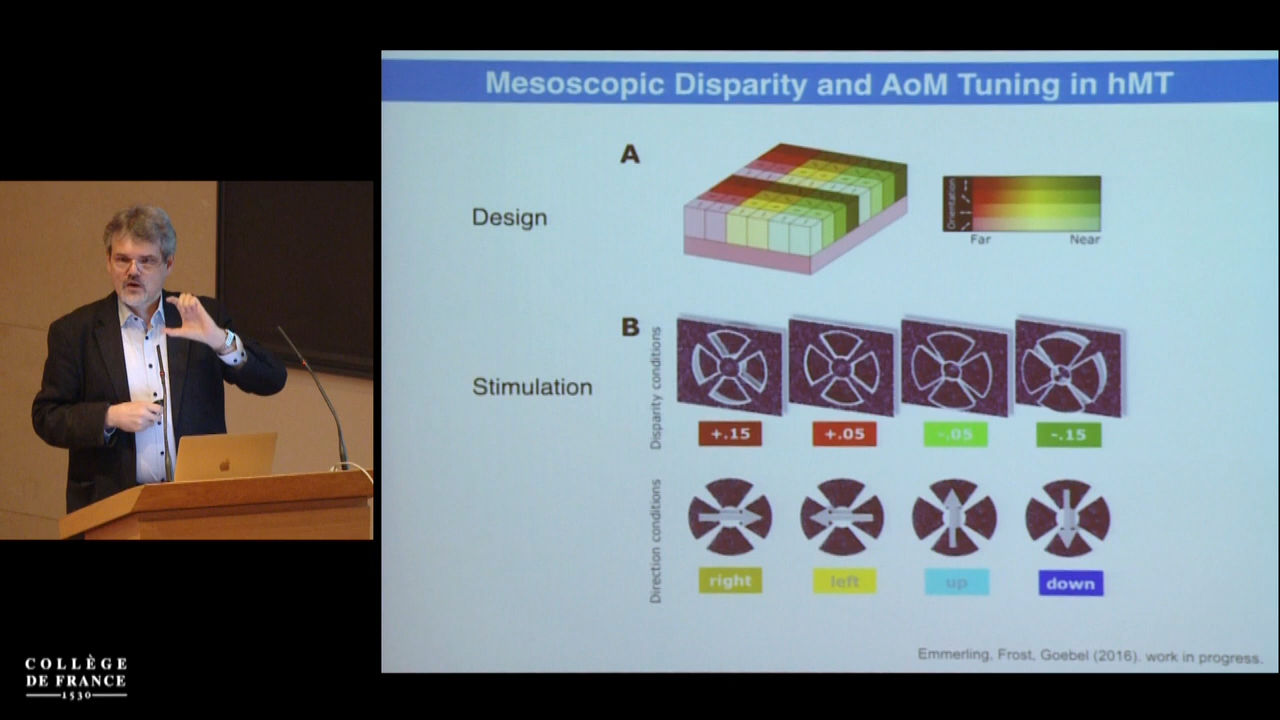 Mesoscopic Disparity and AoM Tuning in hMT
A
Design
Orientation
Far Near
B
Stimulation
Disparity conditions
+.15 +.05 -.05 -.15
Direction conditions
right left up down
Emmerling, Frost, Goebel (2016). work in progress.
COLLÈGE
DE FRANCE
1530